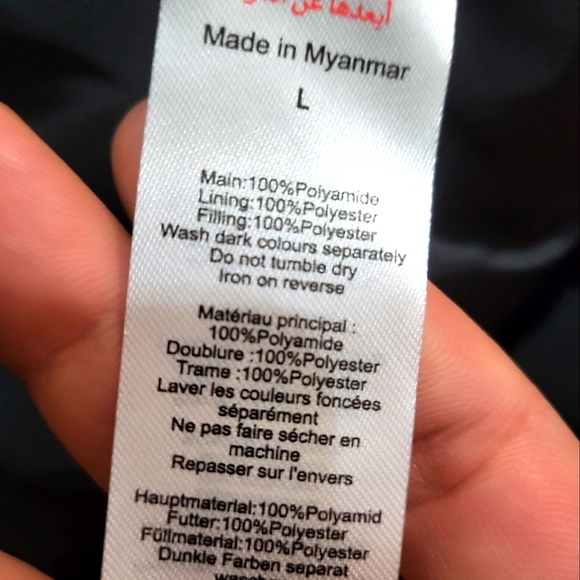 أبعدها عن
Made in Myanmar
L
Main:100%Polyamide
Lining:100%Polyester
Filling:100%Polyester
Wash dark colours separately
Do not tumble dry
Iron on reverse
Matériau principal :
100%Polyamide
Doublure :100%Polyester
Trame :100%Polyester
Laver les couleurs foncées
séparément
Ne pas faire sécher en
machine
Repasser sur l'envers
Hauptmaterial:100%Polyamid
Futter:100%Polyester
Füllmaterial:100%Polyester
Dunkle Farben separat